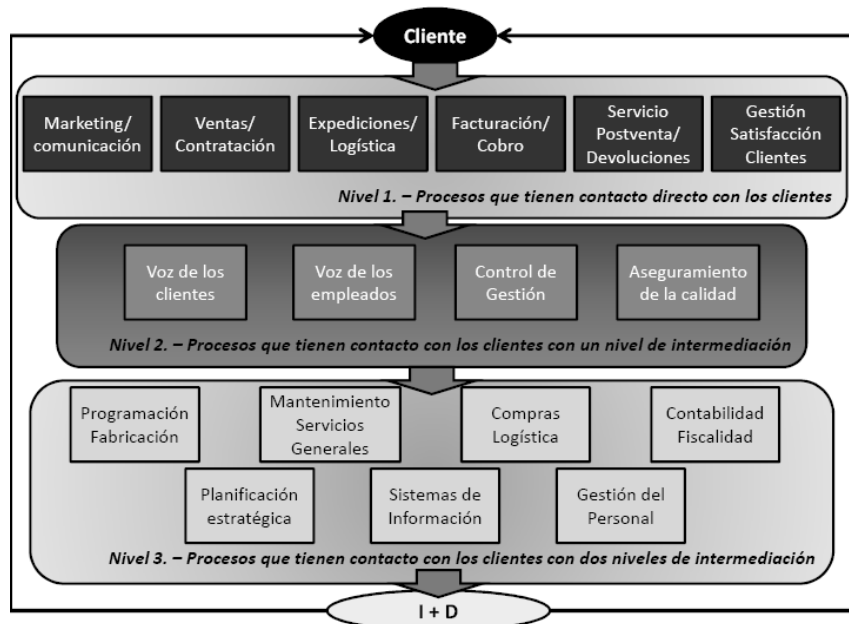 Cliente
Marketing/
comunicación
Ventas/
Contratación
Expediciones/
Logística
Facturación/
Cobro
Servicio
Postventa/
Devoluciones
Gestión
Satisfacción
Clientes
Nivel 1. – Procesos que tienen contacto directo con los clientes
Voz de los
clientes
Voz de los
empleados
Control de
Gestión
Aseguramiento
de la calidad
Nivel 2. – Procesos que tienen contacto con los clientes con un nivel de intermediación
Programación
Fabricación
Mantenimiento
Servicios
Generales
Compras
Logística
Contabilidad
Fiscalidad
Planificación
estratégica
Sistemas de
Información
Gestión del
Personal
Nivel 3. – Procesos que tienen contacto con los clientes con dos niveles de intermediación
I + D